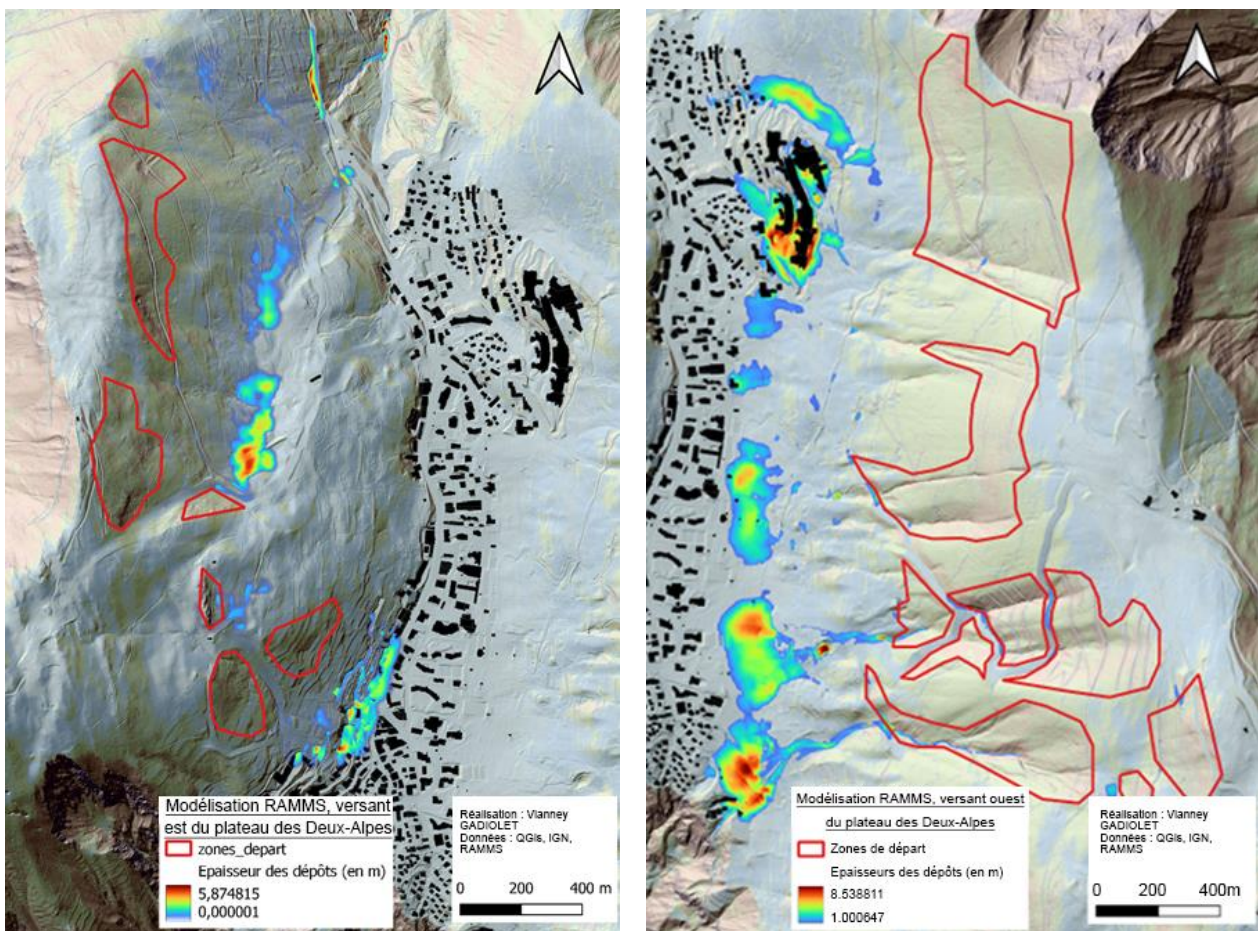 Modélisation RAMMS, versant
est du plateau des Deux-Alpes
zones_depart
Epaisseur des dépôts (en m)
5,874815
0,000001
Réalisation : Vianney
GADIOLET
Données : QGis, IGN,
RAMMS
0 200 400 m
Modélisation RAMMS, versant ouest
du plateau des Deux-Alpes
Zones de départ
Epaisseurs des dépôts (en m)
8.538811
1.000647
Réalisation : Vianney
GADIOLET
Données : QGis, IGN,
RAMMS
0 200 400m